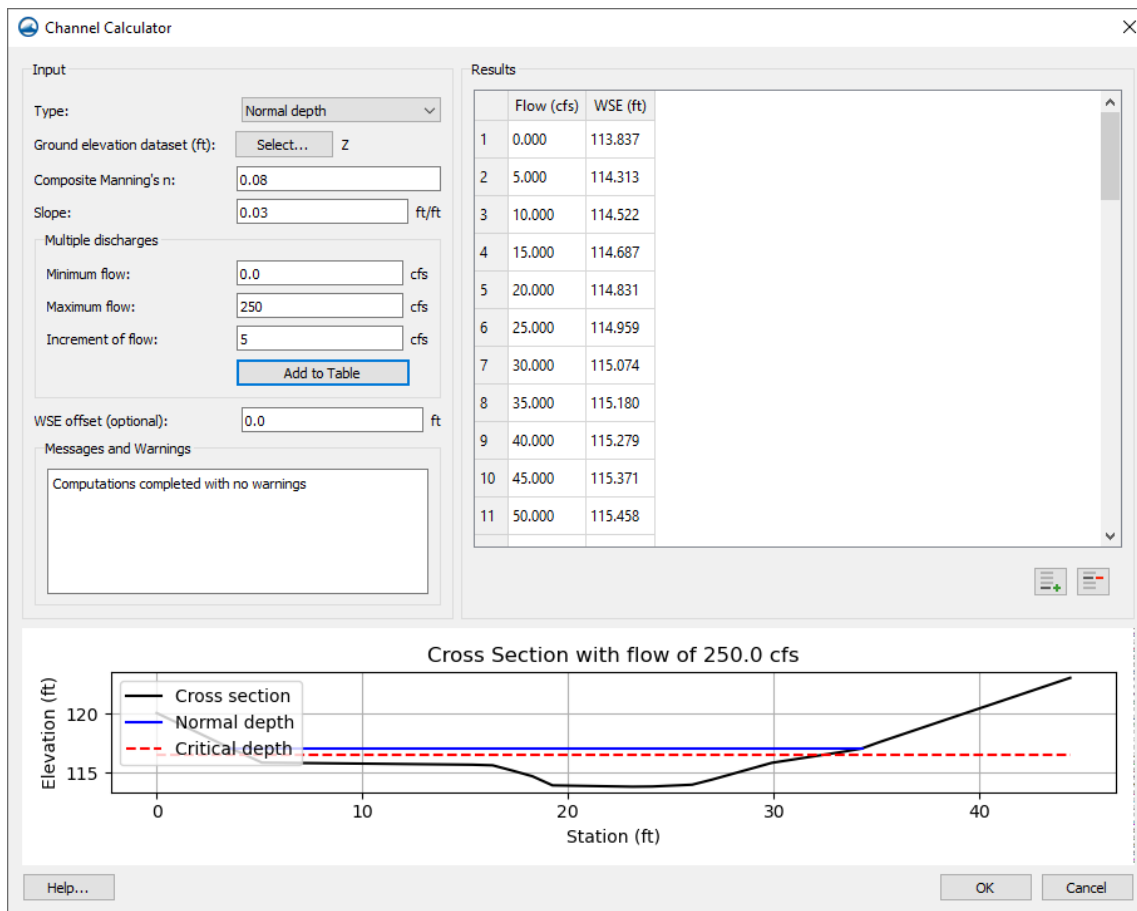 Channel Calculator
Input
Type: Normal depth
Ground elevation dataset (ft): Select... Z
Composite Manning's n: 0.08
Slope: 0.03 ft/ft
Multiple discharges
Minimum flow: 0.0 cfs
Maximum flow: 250 cfs
Increment of flow: 5 cfs
Add to Table
WSE offset (optional): 0.0 ft
Messages and Warnings
Computations completed with no warnings
Results
Flow (cfs) WSE (ft)
1 0.000 113.837
2 5.000 114.313
3 10.000 114.522
4 15.000 114.687
5 20.000 114.831
6 25.000 114.959
7 30.000 115.074
8 35.000 115.180
9 40.000 115.279
10 45.000 115.371
11 50.000 115.458
Cross Section with flow of 250.0 cfs
Elevation (ft)
120
115
Cross section
Normal depth
Critical depth
0 10 20 30 40
Station (ft)
Help... OK Cancel